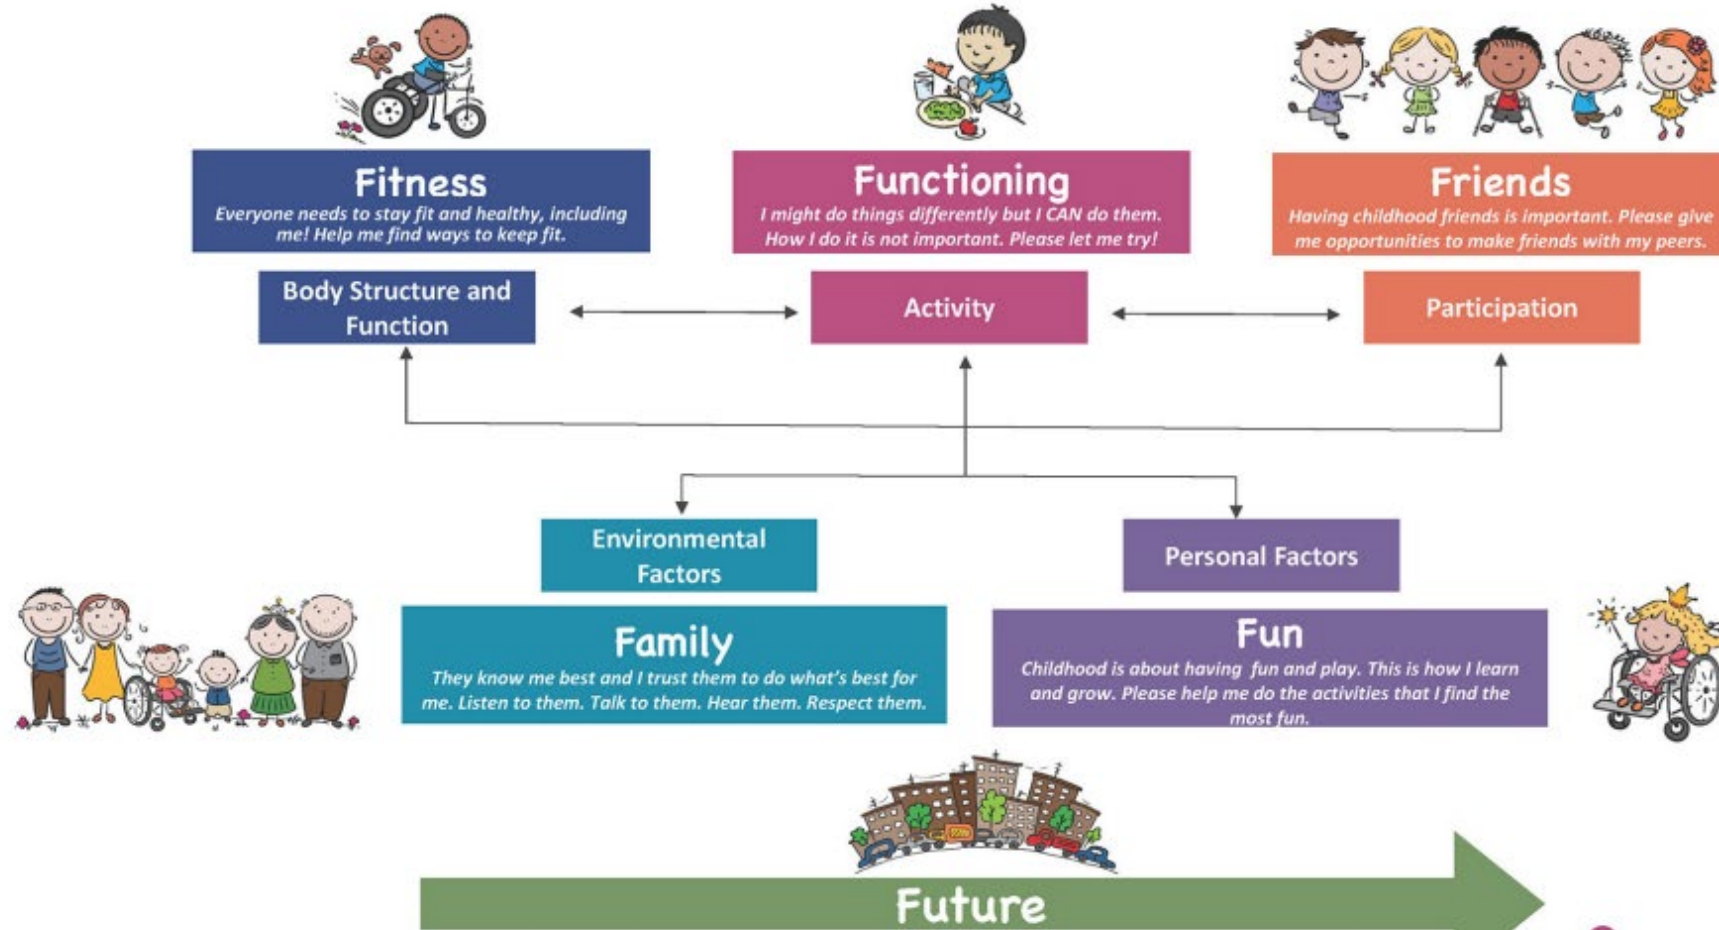 Fitness
Everyone needs to stay fit and healthy, including
me! Help me find ways to keep fit.
Functioning
I might do things differently but I CAN do them.
How I do it is not important. Please let me try!
Friends
Having childhood friends is important. Please give
me opportunities to make friends with my peers.
Body Structure and
Function
Activity
Participation
Environmental
Factors
Personal Factors
Family
They know me best and I trust them to do what's best for
me. Listen to them. Talk to them. Hear them. Respect them.
Fun
Childhood is about having fun and play. This is how I learn
and grow. Please help me do the activities that I find the
most fun.
Future